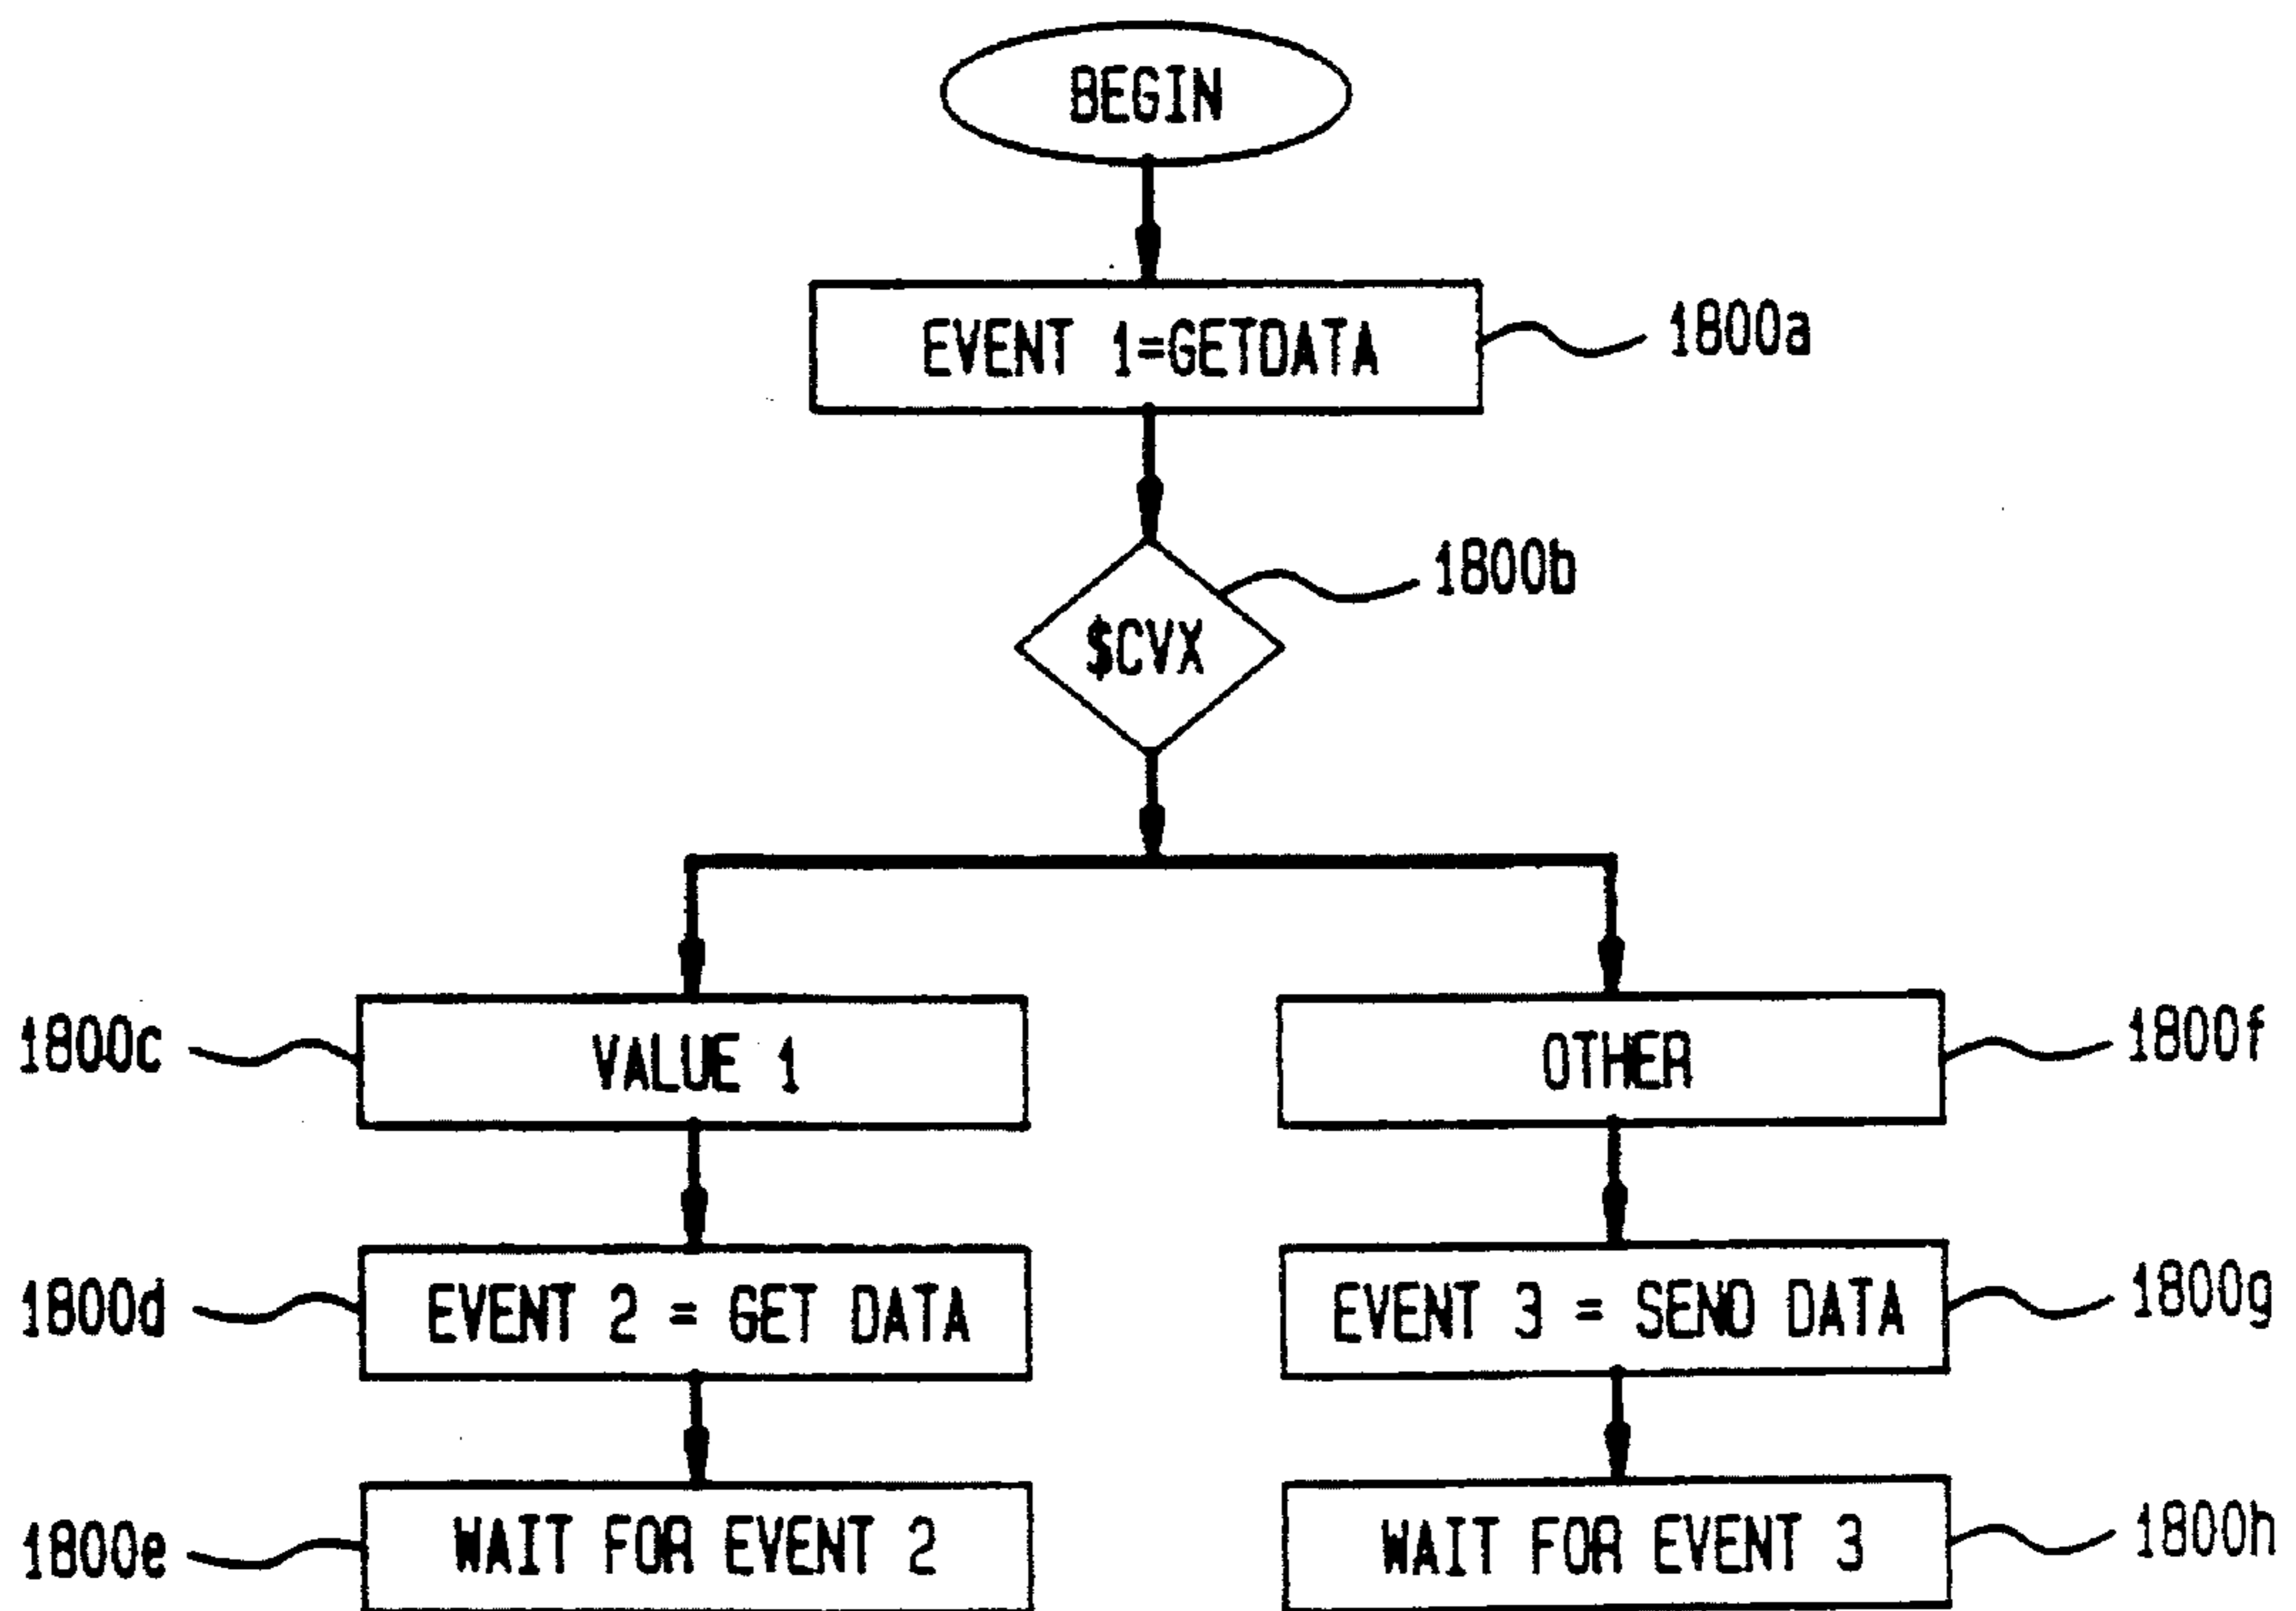 BEGIN
EVENT 1=GETDATA
1800a
1800b
$CVX
1800c
VALUE 1
OTHER
1800f
1800d
EVENT 2 = GET DATA
EVENT 3 = SEND DATA
1800g
1800e
WAIT FOR EVENT 2
WAIT FOR EVENT 3
1800h